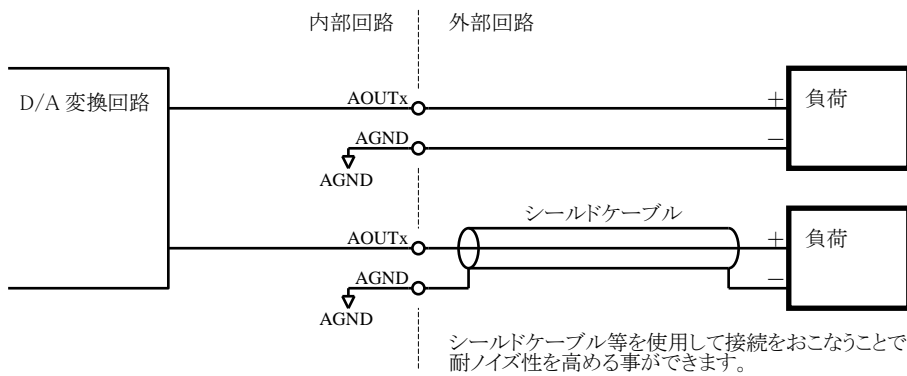 内部回路
外部回路
D/A 変換回路
AOUTx
+
負荷
AGND
−
AGND
シールドケーブル
AOUTx
+
負荷
AGND
−
AGND
シールドケーブル等を使用して接続をおこなうことで
耐ノイズ性を高める事ができます。